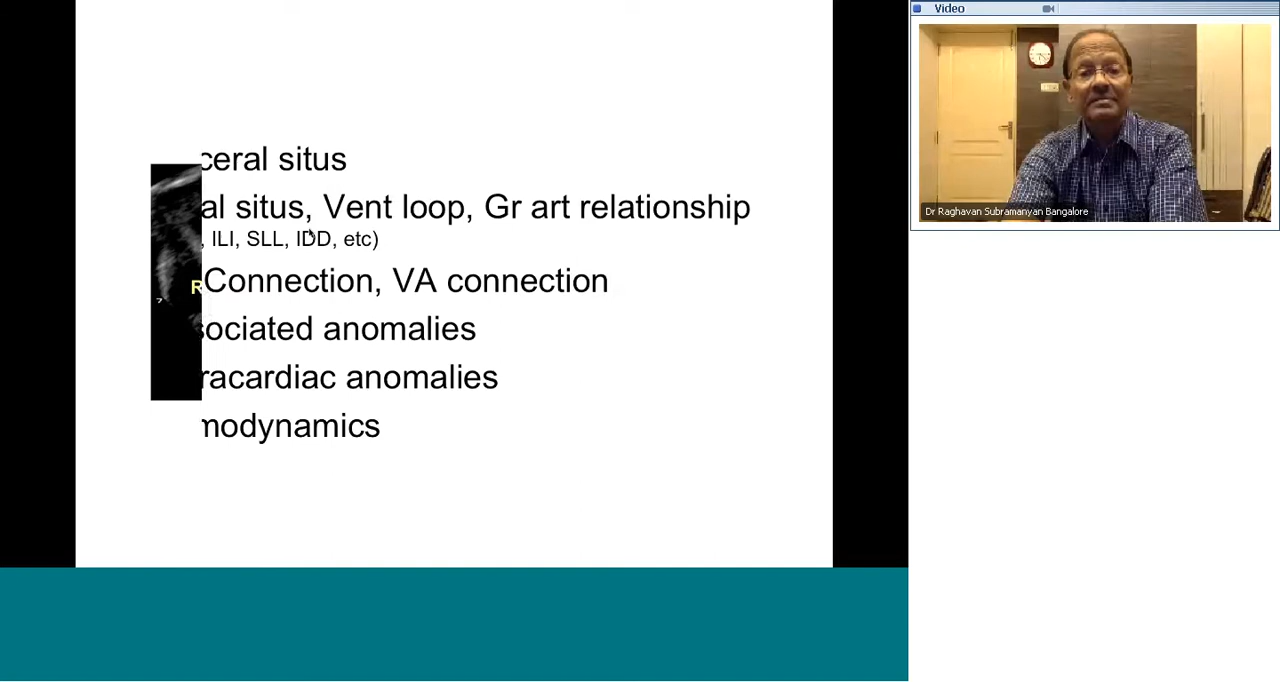 Video
ceral situs
al situs, Vent loop, Gr art relationship
, ILI, SLL, IDD, etc)
R
Connection, VA connection
sociated anomalies
racardiac anomalies
modynamics
Dr Raghavan Subramanyan Bangalore